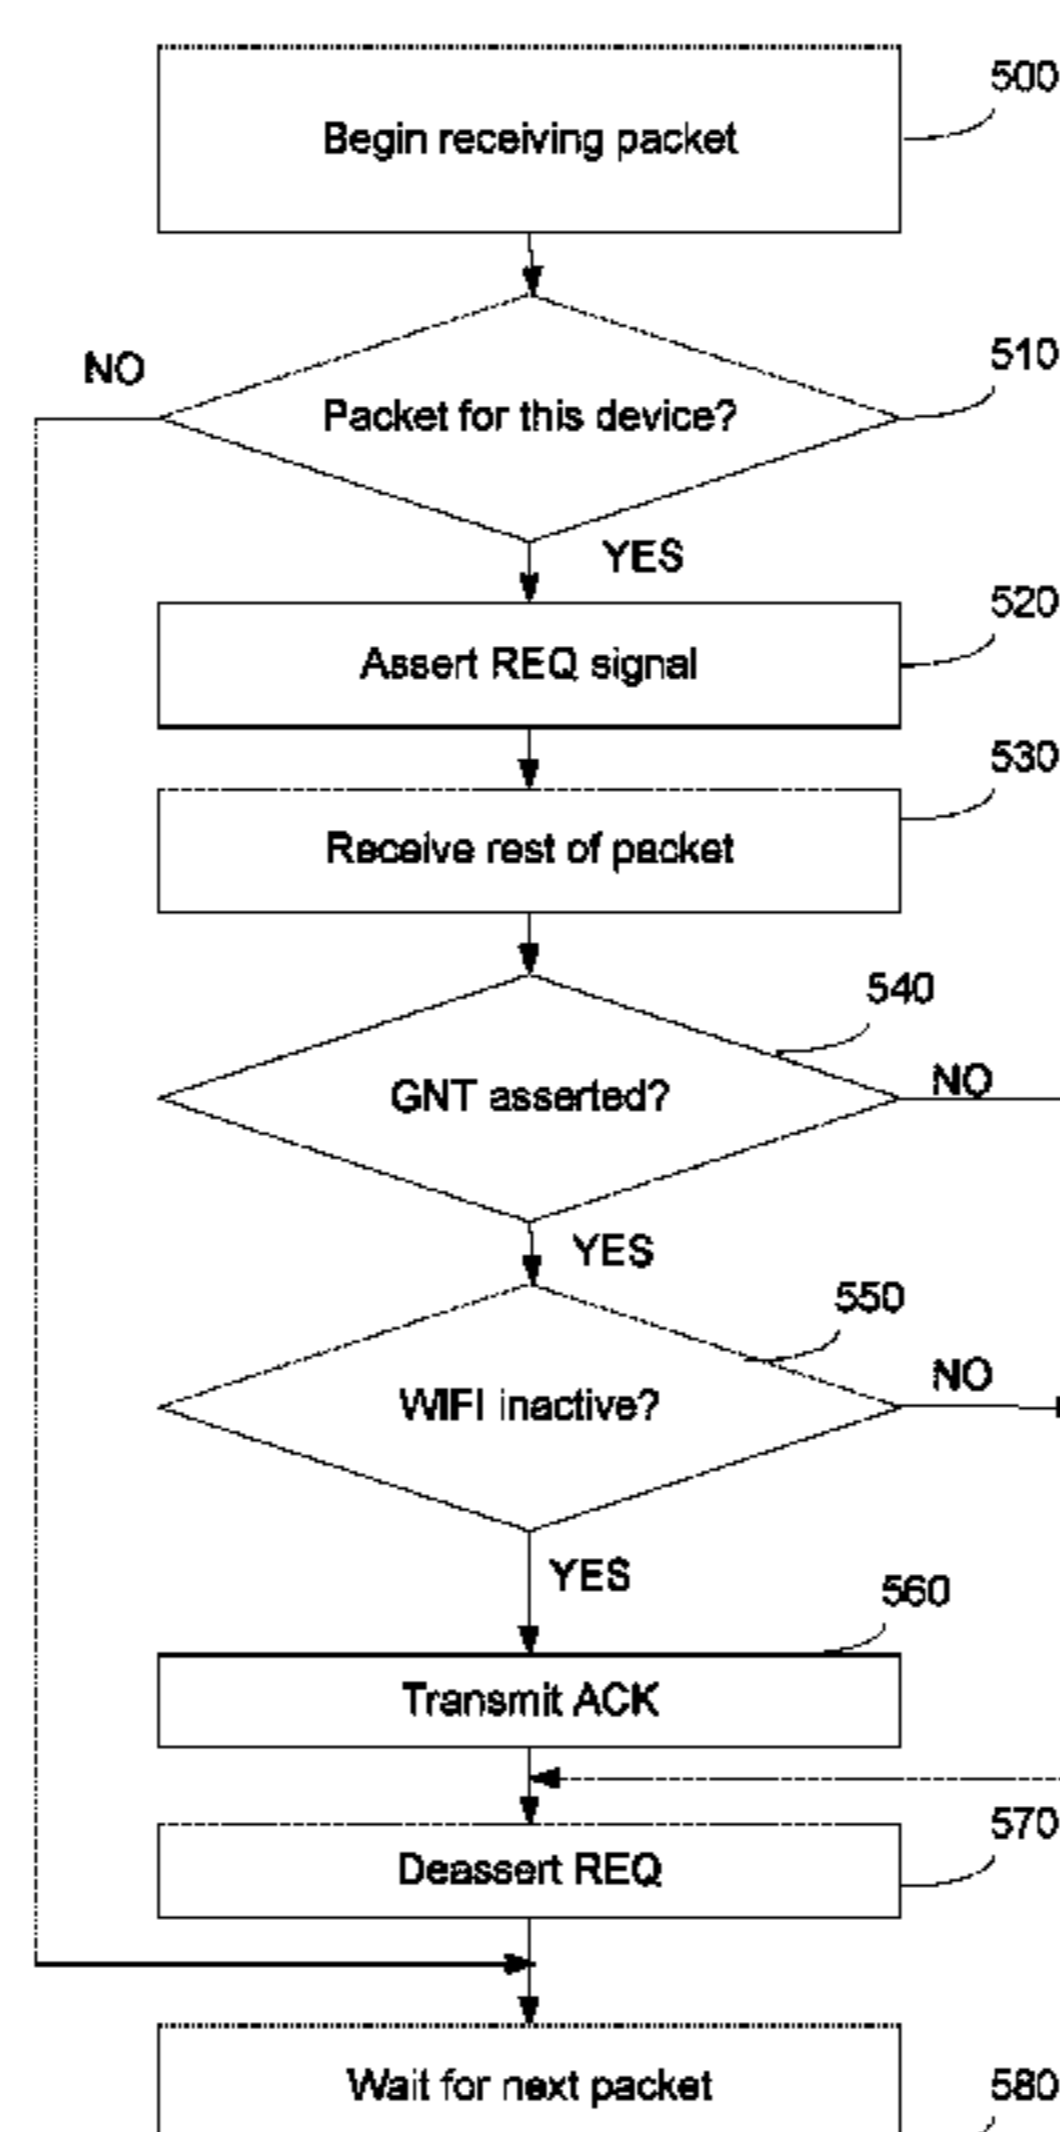 500
Begin receiving packet
NO
510
Packet for this device?
YES
520
Assert REQ signal
530
Receive rest of packet
540
GNT asserted?
NO
YES
550
WIFI inactive?
NO
YES
560
Transmit ACK
570
Deassert REQ
Wait for next packet
580